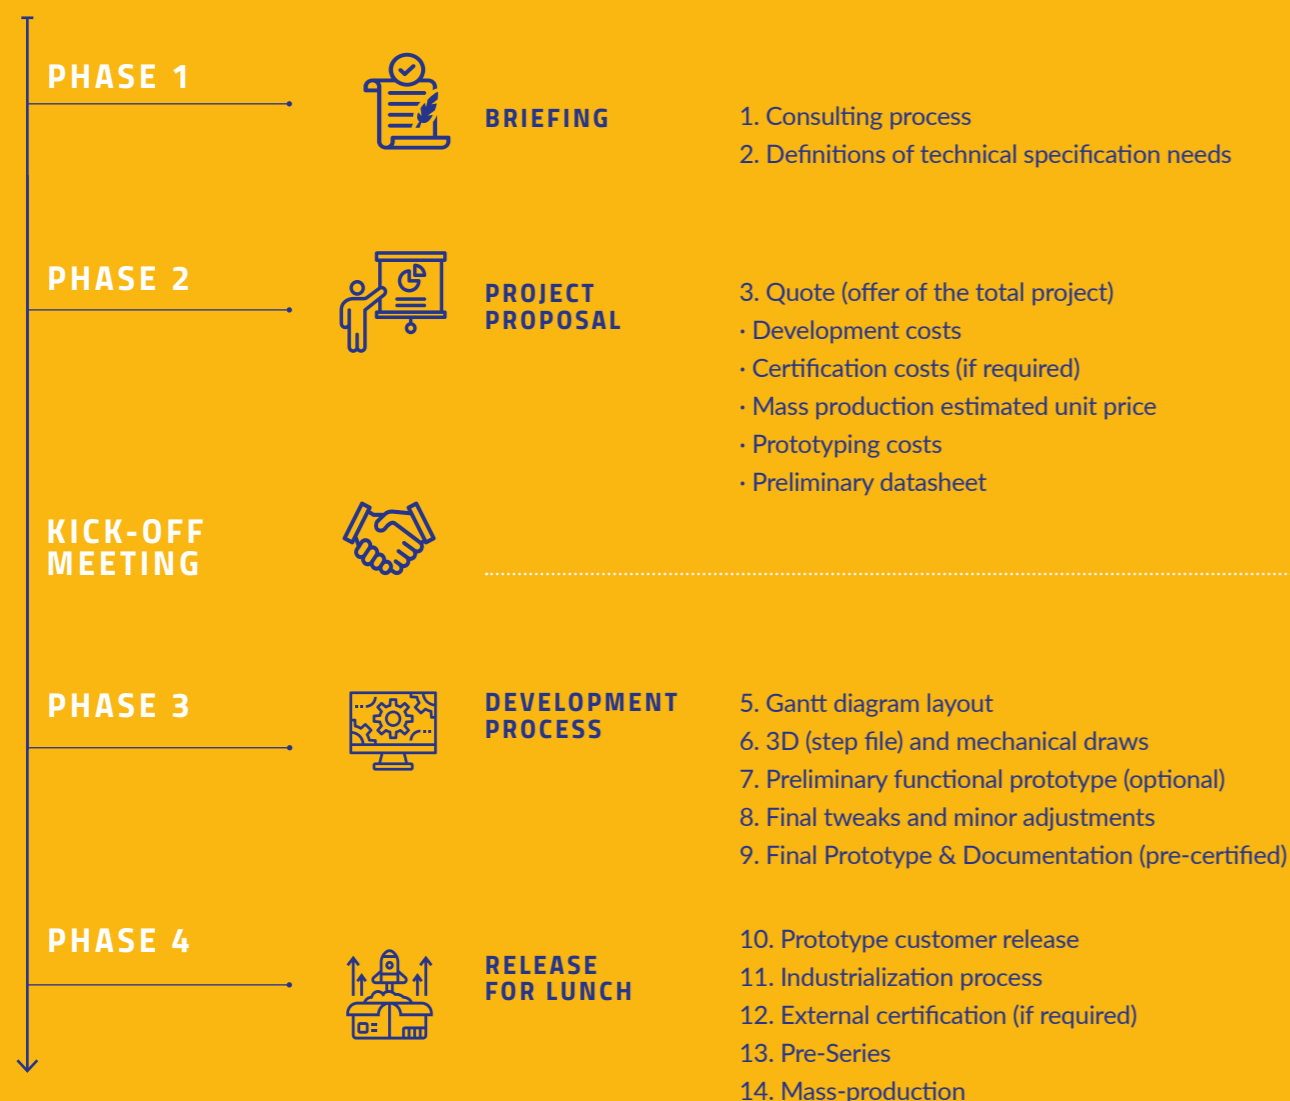 PHASE 1
BRIEFING
1. Consulting process
2. Definitions of technical specification needs
PHASE 2
PROJECT
PROPOSAL
3. Quote (offer of the total project)
· Development costs
· Certification costs (if required)
· Mass production estimated unit price
· Prototyping costs
· Preliminary datasheet
KICK-OFF
MEETING
PHASE 3
DEVELOPMENT
PROCESS
5. Gantt diagram layout
6. 3D (step file) and mechanical draws
7. Preliminary functional prototype (optional)
8. Final tweaks and minor adjustments
9. Final Prototype & Documentation (pre-certified)
PHASE 4
RELEASE
FOR LUNCH
10. Prototype customer release
11. Industrialization process
12. External certification (if required)
13. Pre-Series
14. Mass-production